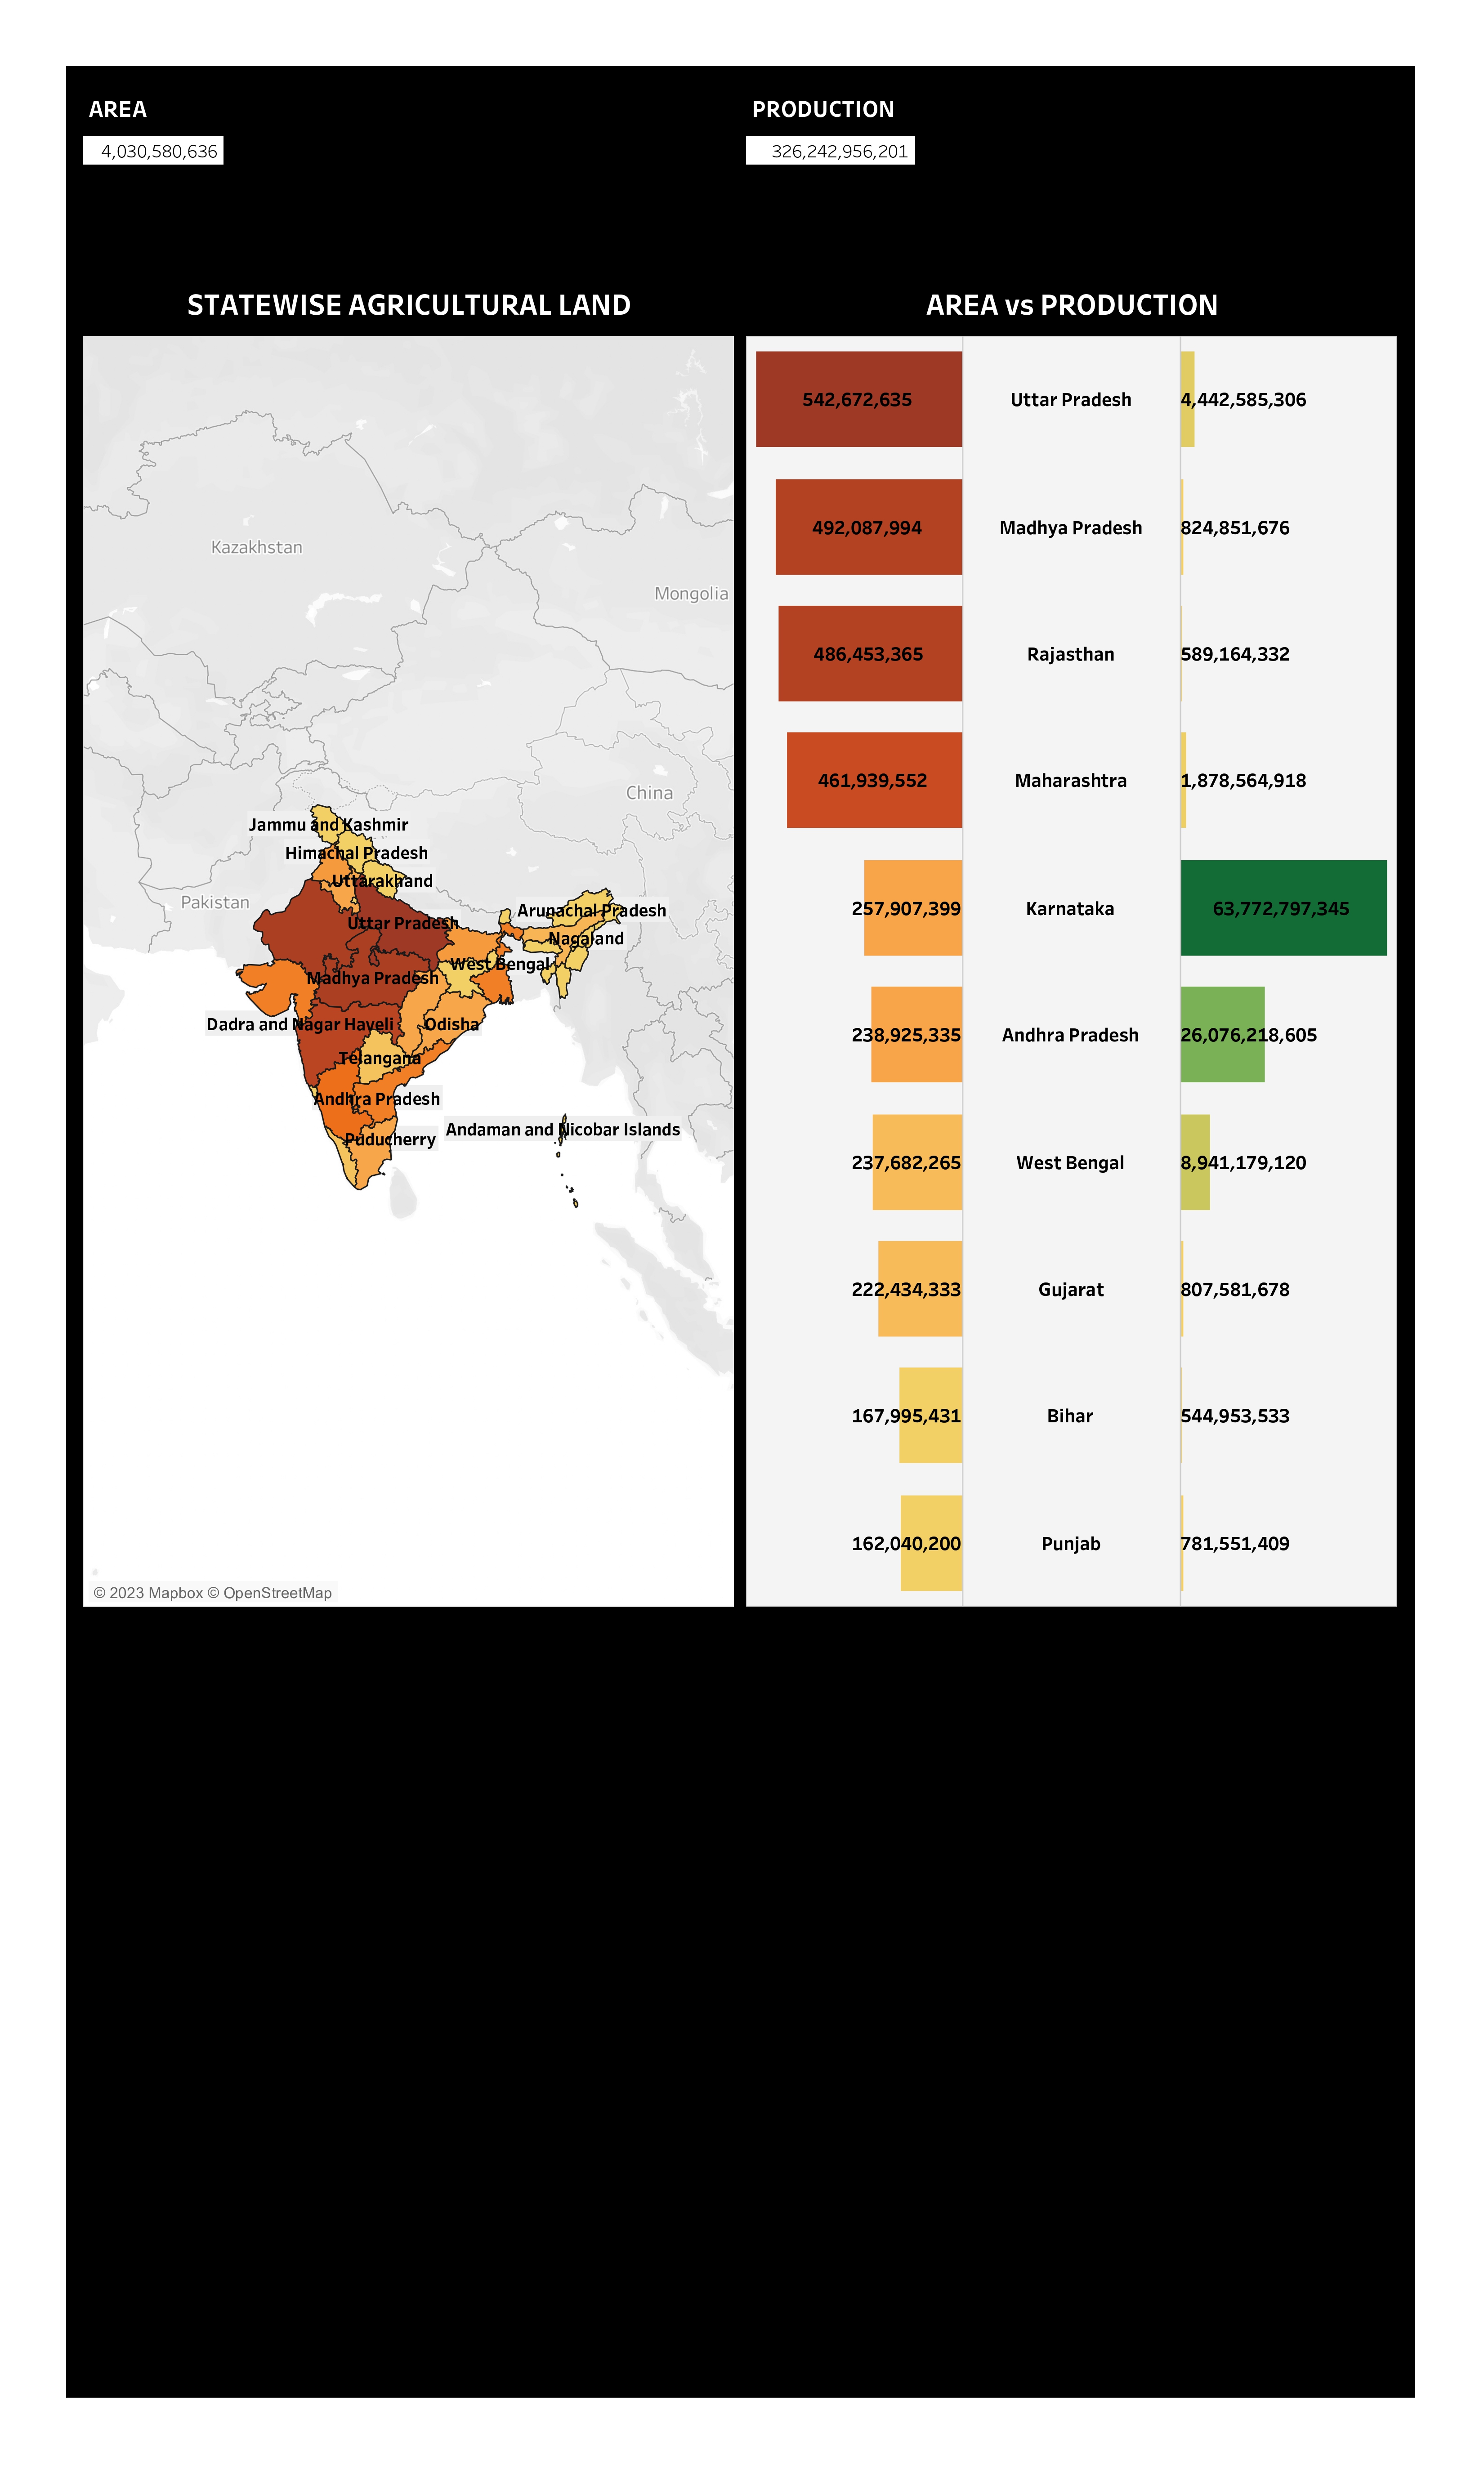 AREA
4,030,580,636
PRODUCTION
326,242,956,201
STATEWISE AGRICULTURAL LAND
Kazakhstan
Mongolia
China
Jammu and Kashmir
Himachal Pradesh
Uttarakhand
Pakistan
Arunachal Pradesh
Uttar Pradesh
Nagaland
West Bengal
Madhya Pradesh
Dadra and Nagar Haveli
Odisha
Telangana
Andhra Pradesh
Andaman and Nicobar Islands
Puducherry
© 2023 Mapbox © OpenStreetMap
AREA vs PRODUCTION
542,672,635 Uttar Pradesh 4,442,585,306
492,087,994 Madhya Pradesh 824,851,676
486,453,365 Rajasthan 589,164,332
461,939,552 Maharashtra 1,878,564,918
257,907,399 Karnataka 63,772,797,345
238,925,335 Andhra Pradesh 26,076,218,605
237,682,265 West Bengal 8,941,179,120
222,434,333 Gujarat 807,581,678
167,995,431 Bihar 544,953,533
162,040,200 Punjab 781,551,409